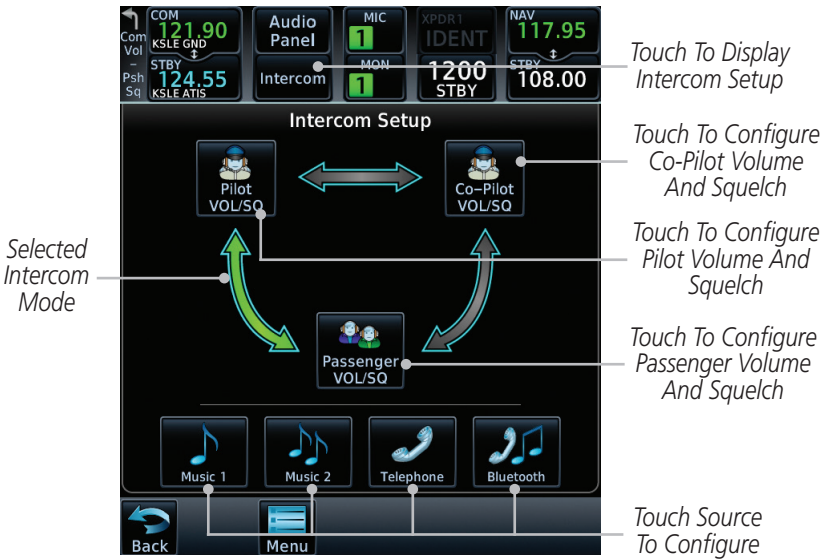 COM
121.90
KSLE GND
Com
Vol
–
Psh
Sq
STBY
124.55
KSLE ATIS
Audio
Panel
Intercom
MIC
1
MON
1
XPDR1
IDENT
1200
STBY
NAV
117.95
STBY
108.00
Touch To Display
Intercom Setup
Intercom Setup
Pilot
VOL/SQ
Co–Pilot
VOL/SQ
Touch To Configure
Co-Pilot Volume
And Squelch
Touch To Configure
Pilot Volume And
Squelch
Selected
Intercom
Mode
Passenger
VOL/SQ
Touch To Configure
Passenger Volume
And Squelch
Music 1
Music 2
Telephone
Bluetooth
Touch Source
To Configure
Back
Menu